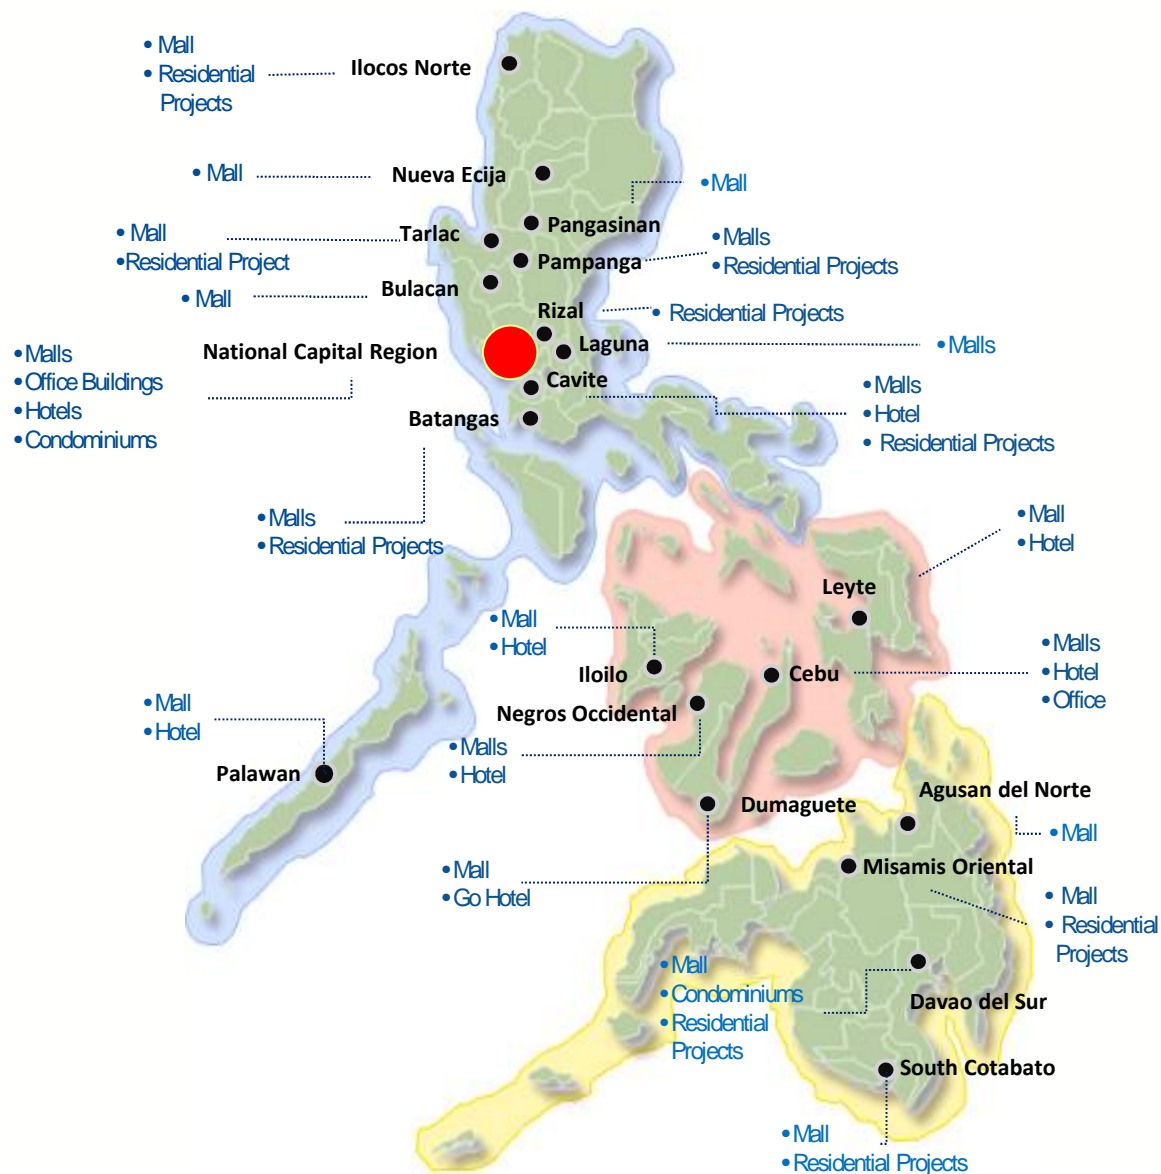 • Mall
• Residential
Projects
Ilocos Norte
• Mall
Nueva Ecija
• Mall
Pangasinan
• Mall
• Residential Project
Tarlac
• Malls
• Residential Projects
Pampanga
• Mall
Bulacan
Rizal
• Residential Projects
National Capital Region
• Malls
• Office Buildings
• Hotels
• Condominiums
Laguna
• Malls
Cavite
• Malls
• Hotel
• Residential Projects
Batangas
• Malls
• Residential Projects
• Mall
• Hotel
Leyte
• Mall
• Hotel
Iloilo
Cebu
• Malls
• Hotel
• Office
Negros Occidental
• Malls
• Hotel
• Mall
• Hotel
Palawan
Dumaguete
• Mall
• Go Hotel
Agusan del Norte
• Mall
Misamis Oriental
• Mall
• Residential
Projects
• Mall
• Condominiums
• Residential
Projects
Davao del Sur
South Cotabato
• Mall
• Residential Projects